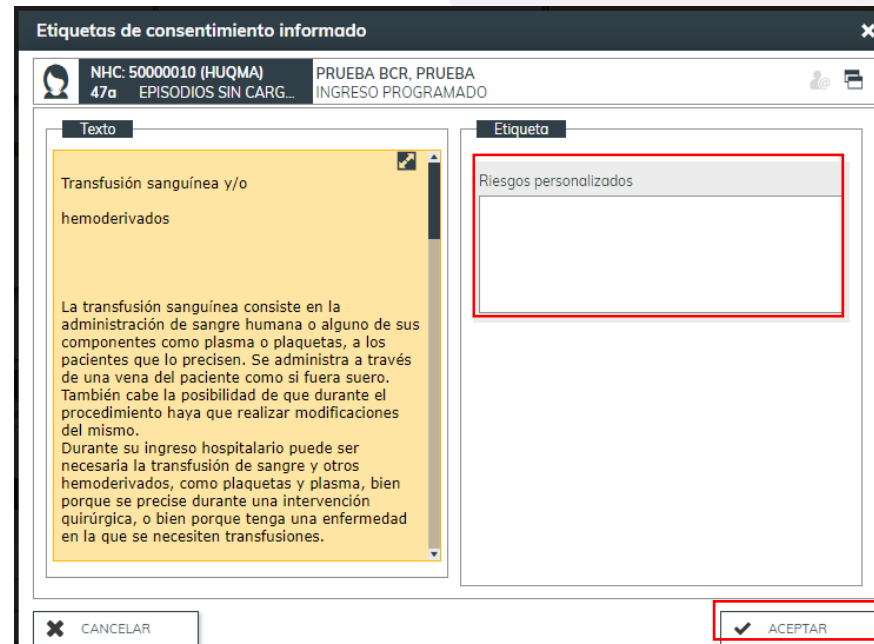 Etiquetas de consentimiento informado
NHC: 50000010 (HUQMA)
47a EPISODIOS SIN CARG...
PRUEBA BCR, PRUEBA
INGRESO PROGRAMADO
Texto
Transfusión sanguínea y/o
hemoderivados
La transfusión sanguínea consiste en la
administración de sangre humana o alguno de sus
componentes como plasma o plaquetas, a los
pacientes que lo precisen. Se administra a través
de una vena del paciente como si fuera suero.
También cabe la posibilidad de que durante el
procedimiento haya que realizar modificaciones
del mismo.
Durante su ingreso hospitalario puede ser
necesaria la transfusión de sangre y otros
hemoderivados, como plaquetas y plasma, bien
porque se precise durante una intervención
quirúrgica, o bien porque tenga una enfermedad
en la que se necesiten transfusiones.
Etiqueta
Riesgos personalizados
CANCELAR
ACEPTAR